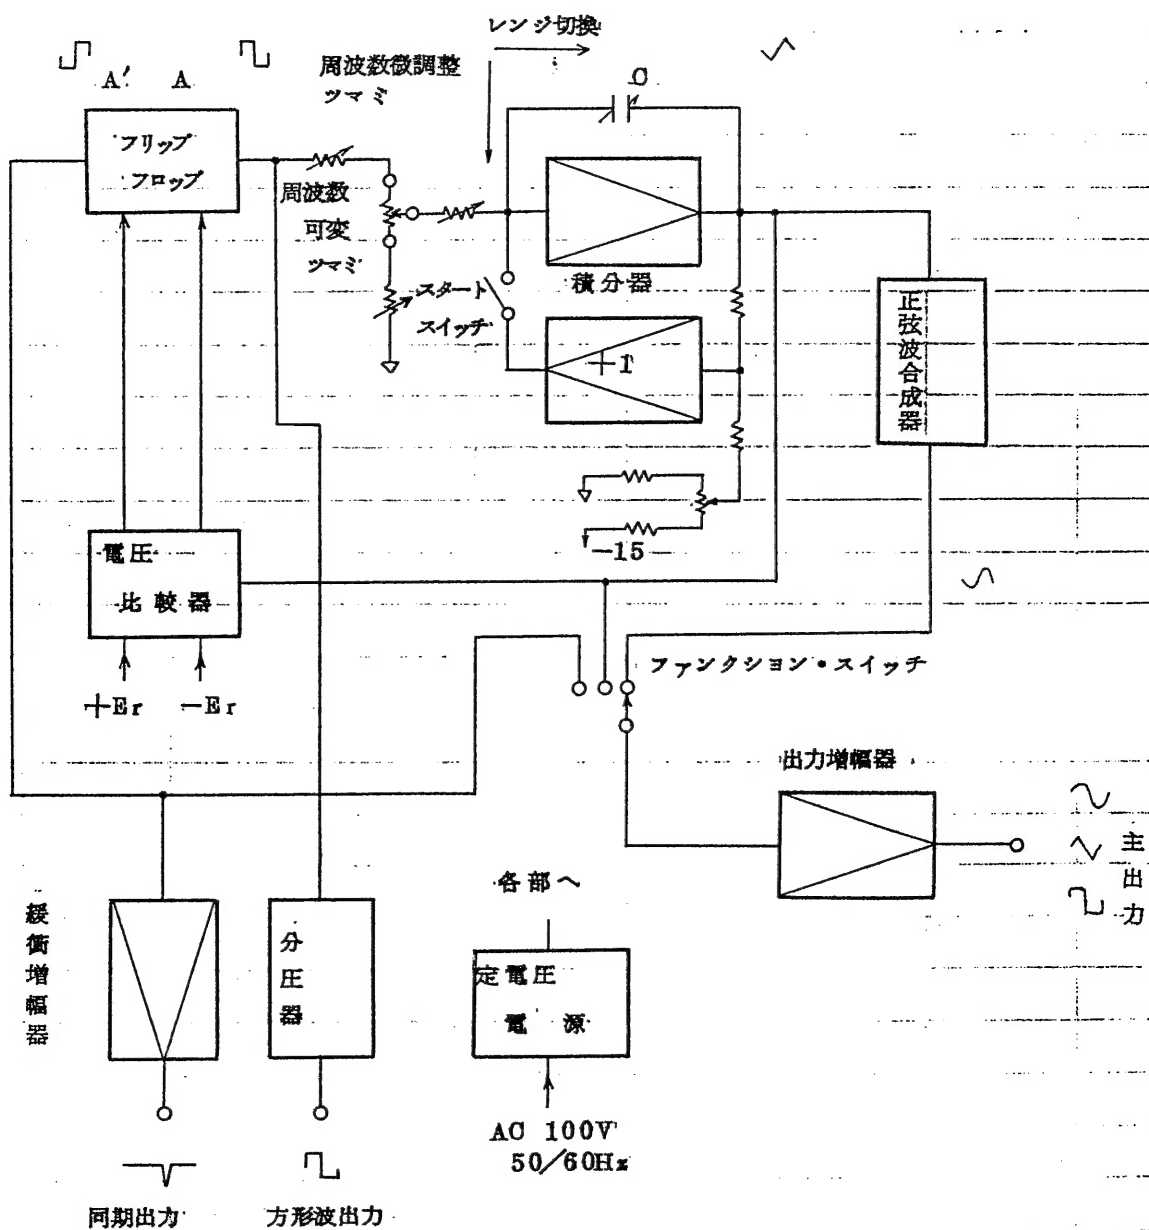 レンジ切換
周波数微調整
ツマミ
A' A
C
フリップ
フロップ
周波数
可変
ツマミ
スタート
スイッチ
積分器
+1
正弦波合成器
-15
電圧
比較器
+Er -Er
ファンクション・スイッチ
出力増幅器
主出力
各部へ
緩衝増幅器
分圧器
定電圧
電源
AC 100V
50/60Hz
同期出力
方形波出力